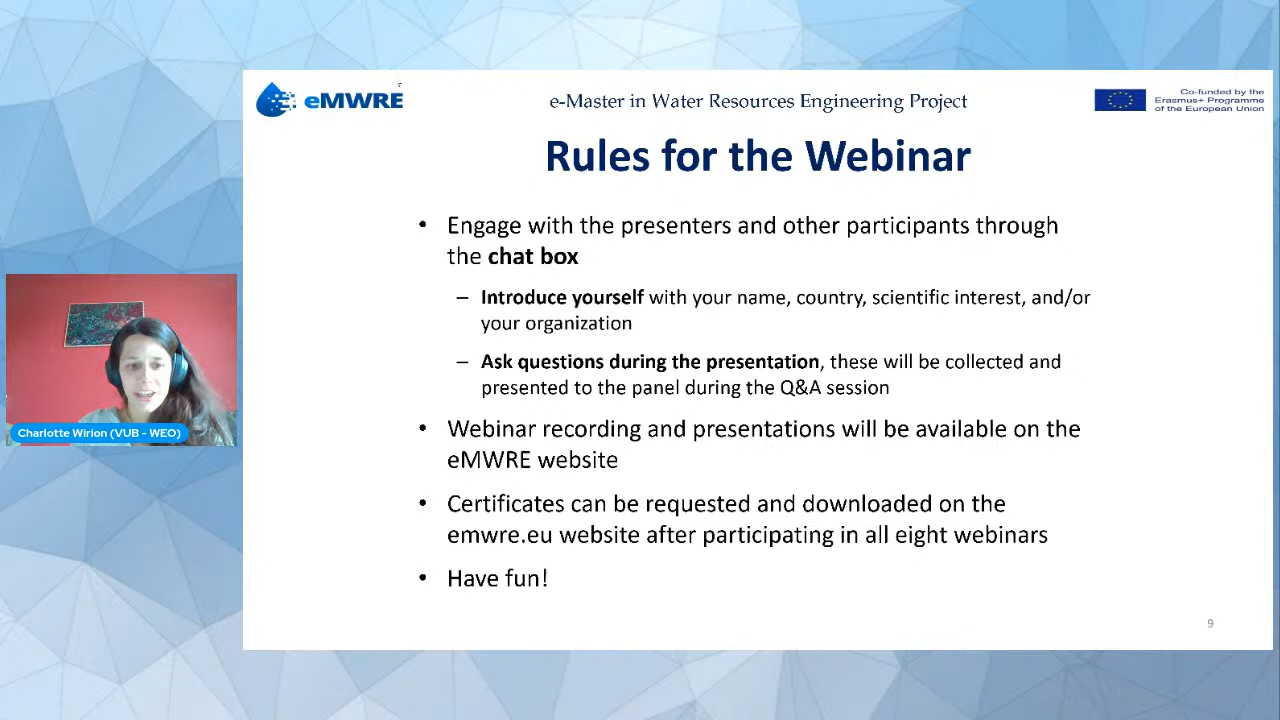 eMWRE
e-Master in Water Resources Engineering Project
Co-funded by the
Erasmus+ Programme
of the European Union
Rules for the Webinar
• Engage with the presenters and other participants through
the chat box
– Introduce yourself with your name, country, scientific interest, and/or
your organization
– Ask questions during the presentation, these will be collected and
presented to the panel during the Q&A session
• Webinar recording and presentations will be available on the
eMWRE website
• Certificates can be requested and downloaded on the
emwre.eu website after participating in all eight webinars
• Have fun!
9
Charlotte Wirion (VUB - WEO)